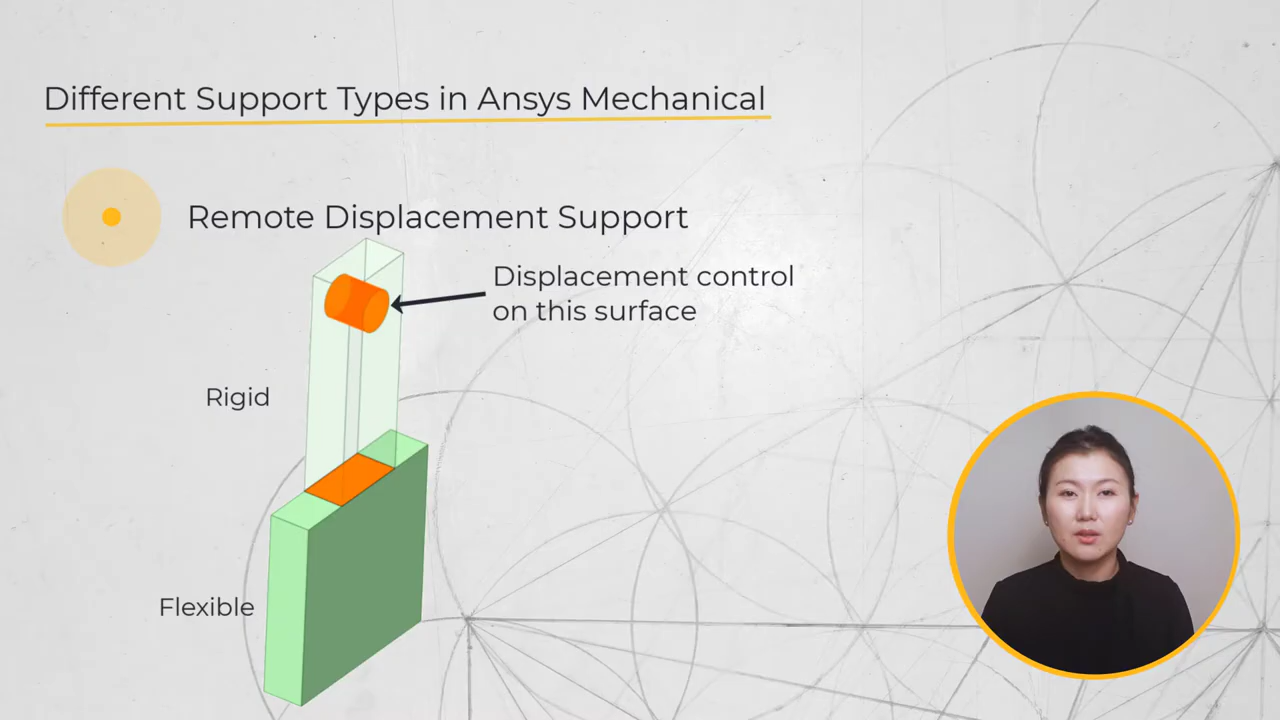 Different Support Types in Ansys Mechanical
Remote Displacement Support
Displacement control
on this surface
Rigid
Flexible